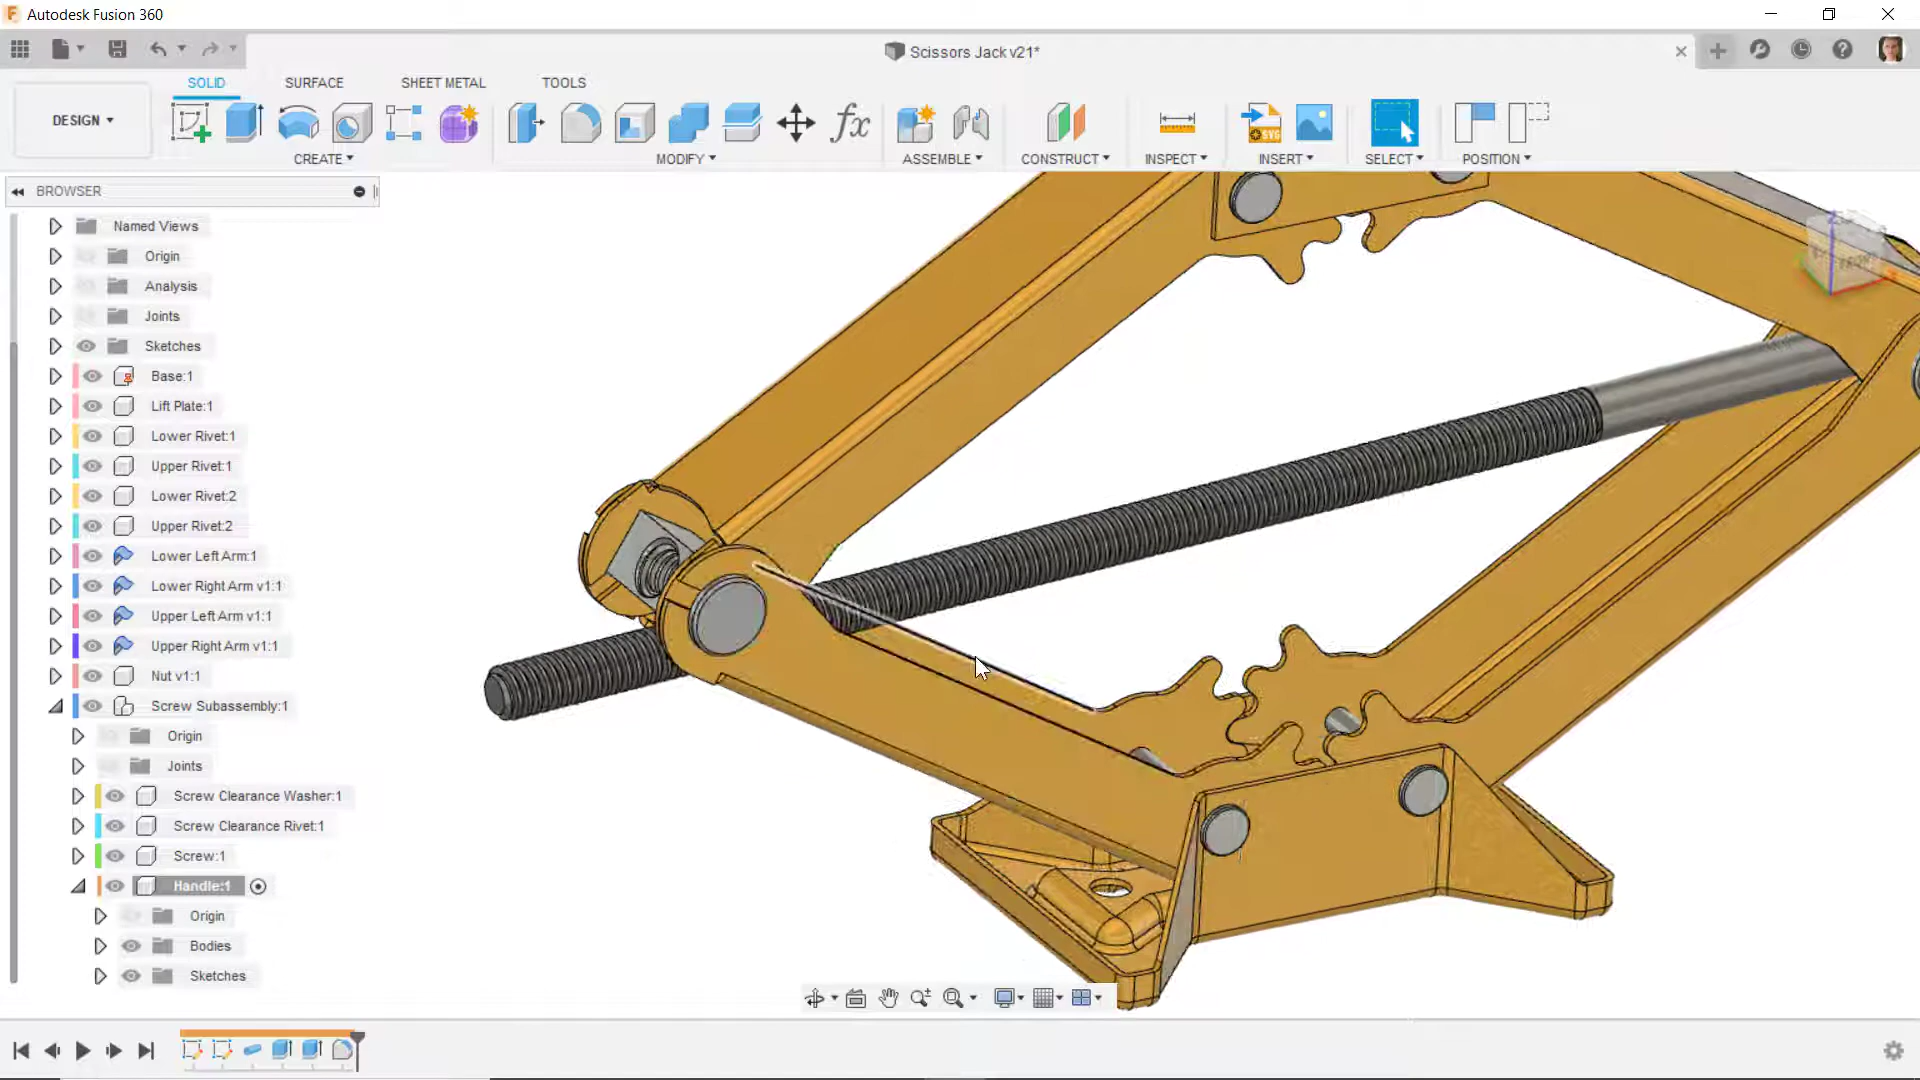 Autodesk Fusion 360
Scissors Jack v21*
SOLID
SURFACE
SHEET METAL
TOOLS
DESIGN
CREATE
MODIFY
fx
ASSEMBLE
CONSTRUCT
INSPECT
INSERT
SVG
SELECT
POSITION
BROWSER
Named Views
Origin
Analysis
Joints
Sketches
Base:1
Lift Plate:1
Lower Rivet:1
Upper Rivet:1
Lower Rivet:2
Upper Rivet:2
Lower Left Arm:1
Lower Right Arm v1:1
Upper Left Arm v1:1
Upper Right Arm v1:1
Nut v1:1
Screw Subassembly:1
Origin
Joints
Screw Clearance Washer:1
Screw Clearance Rivet:1
Screw:1
Handle:1
Origin
Bodies
Sketches
FRONT